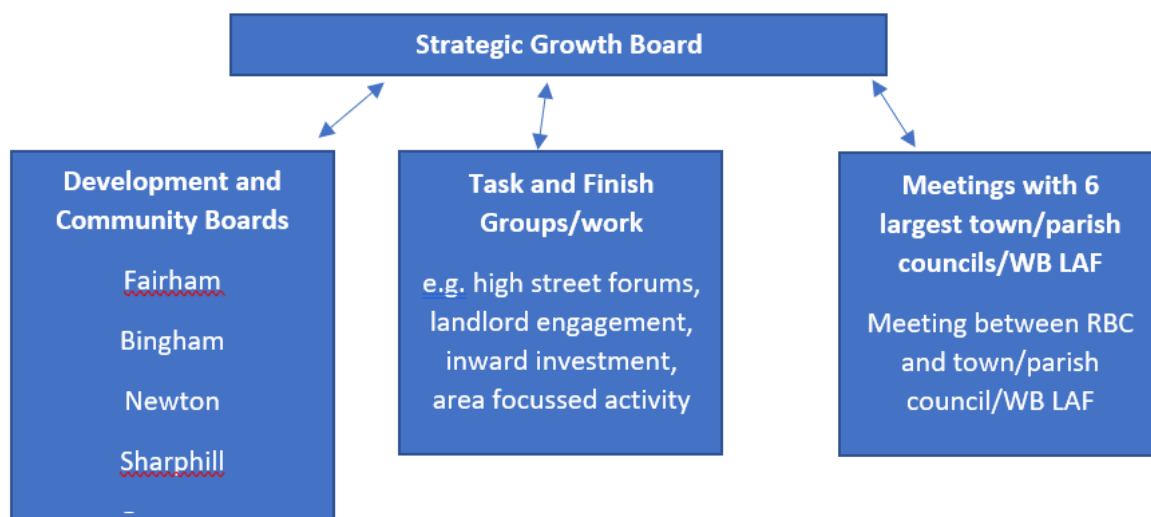 Strategic Growth Board
Development and
Community Boards
Fairham
Bingham
Newton
Sharphill
Task and Finish
Groups/work
e.g. high street forums,
landlord engagement,
inward investment,
area focussed activity
Meetings with 6
largest town/parish
councils/WB LAF
Meeting between RBC
and town/parish
council/WB LAF